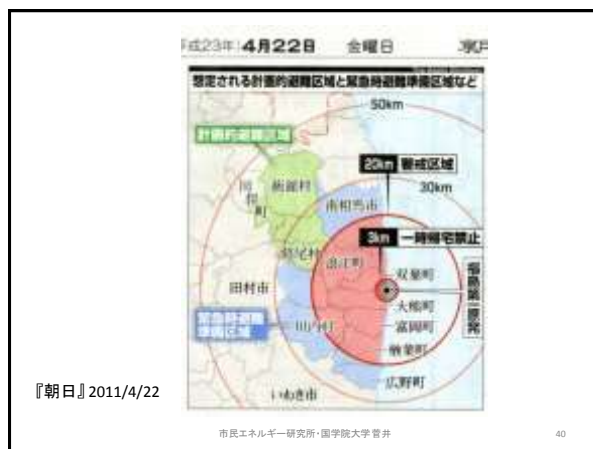 平成23年 4月22日 金曜日
想定される計画的避難区域と緊急時避難準備区域など
50km
計画的避難区域
20km 警戒区域
30km
川俣町
飯舘村
南相馬市
3km 一時帰宅禁止
葛尾村
浪江町
双葉町
福島第一原発
田村市
大熊町
緊急時避難
準備区域
川内村
富岡町
楢葉町
広野町
いわき市
『朝日』2011/4/22
市民エネルギー研究所・国学院大学 菅井
40